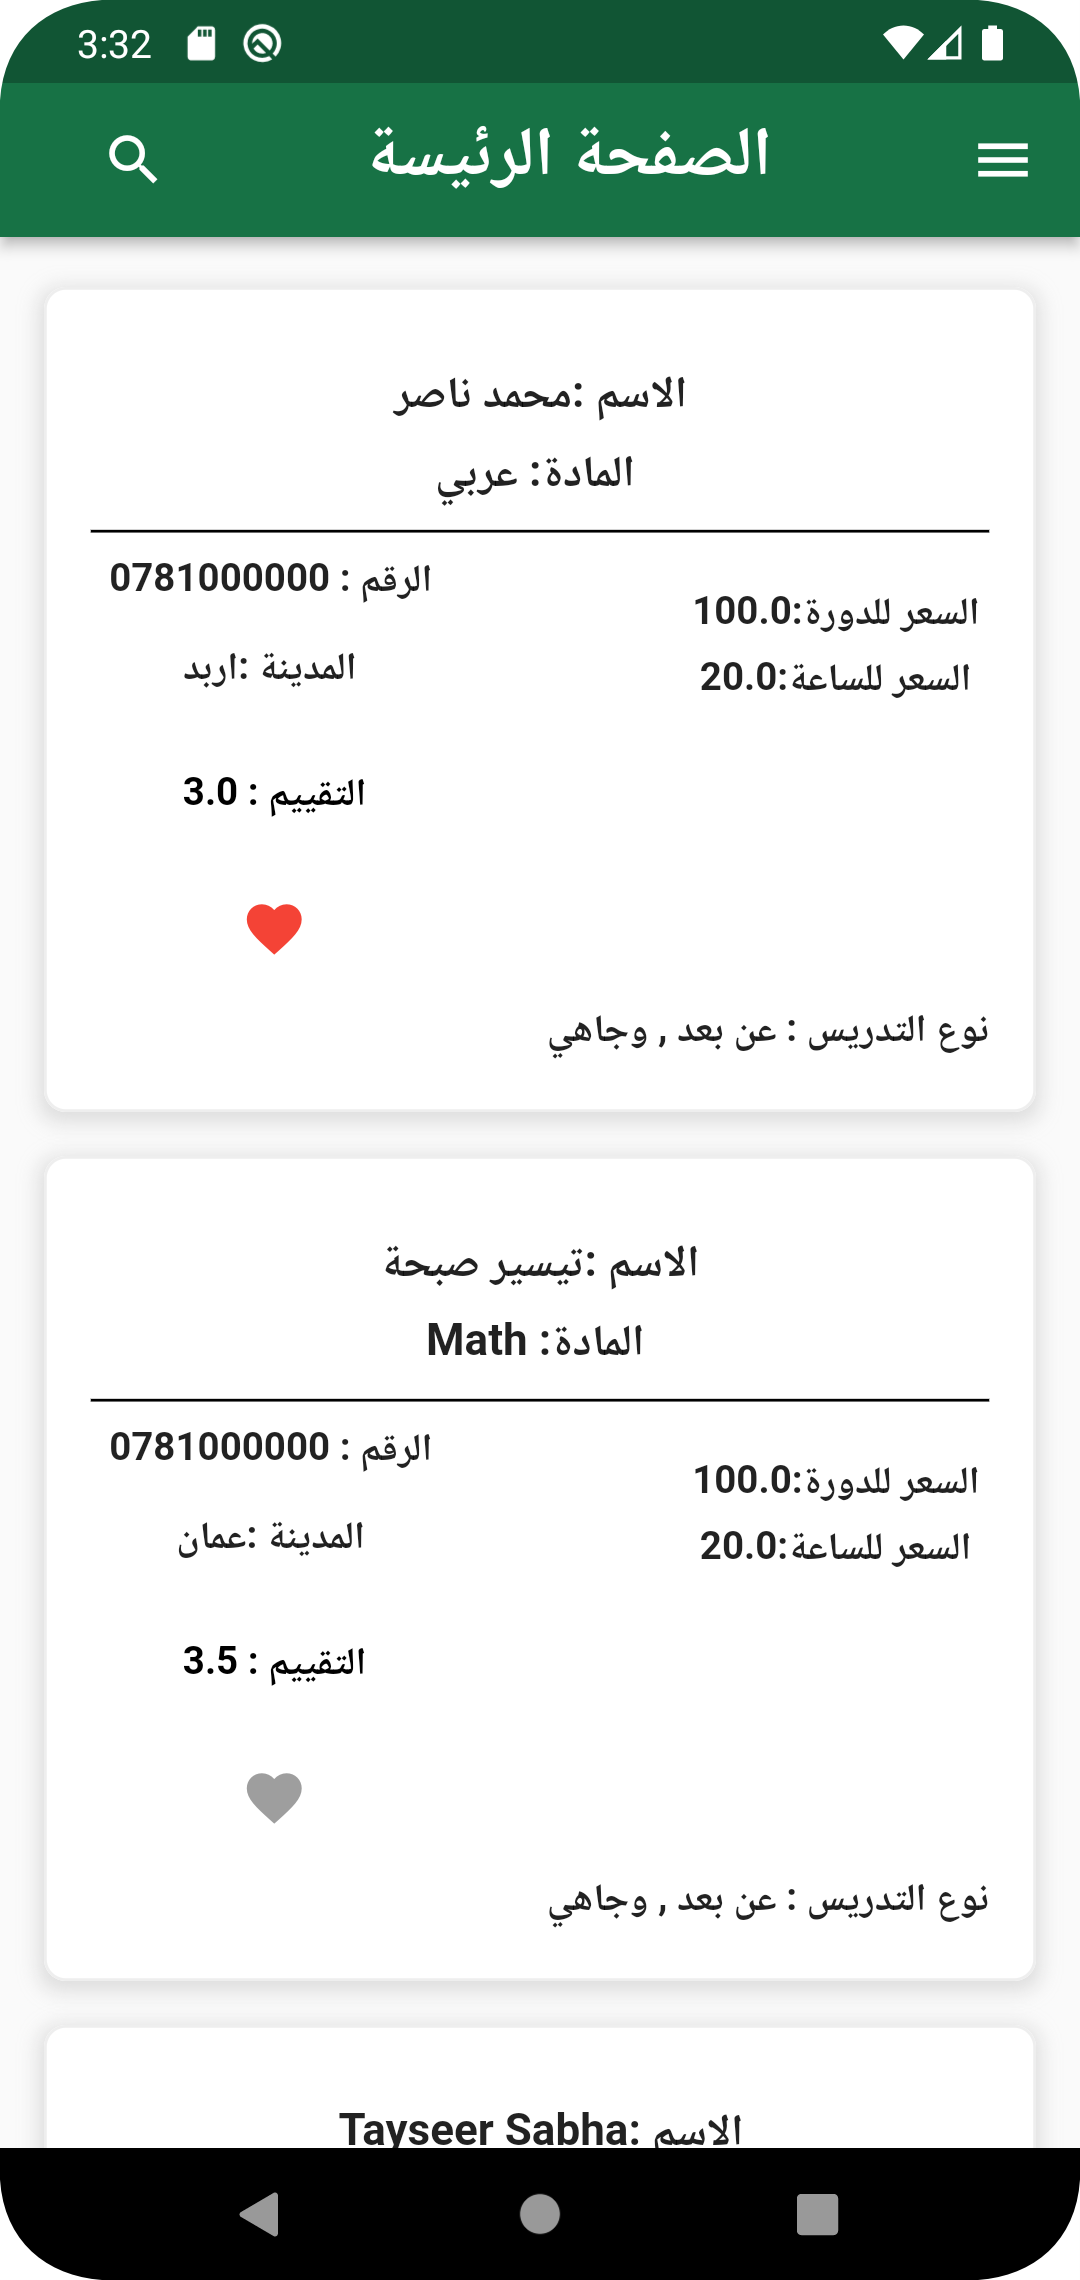 3:32
الصفحة الرئيسة
الاسم :محمد ناصر
المادة: عربي
السعر للدورة:100.0
السعر للساعة:20.0
الرقم : 0781000000
المدينة :اربد
التقييم : 3.0
نوع التدريس : عن بعد , وجاهي
الاسم :تيسير صبحة
المادة: Math
السعر للدورة:100.0
السعر للساعة:20.0
الرقم : 0781000000
المدينة :عمان
التقييم : 3.5
نوع التدريس : عن بعد , وجاهي
الاسم :Tayseer Sabha